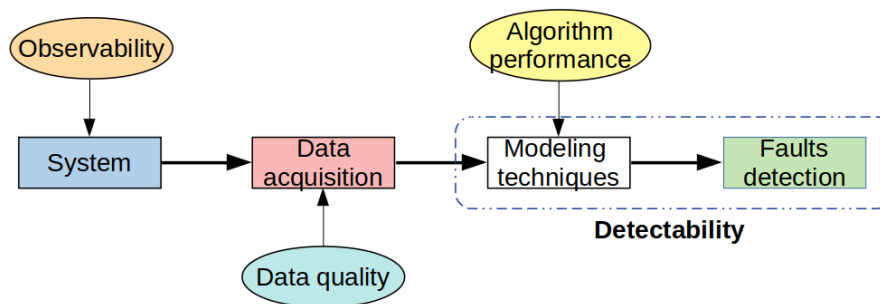 Observability
Algorithm
performance
System
Data
acquisition
Modeling
techniques
Faults
detection
Detectability
Data quality